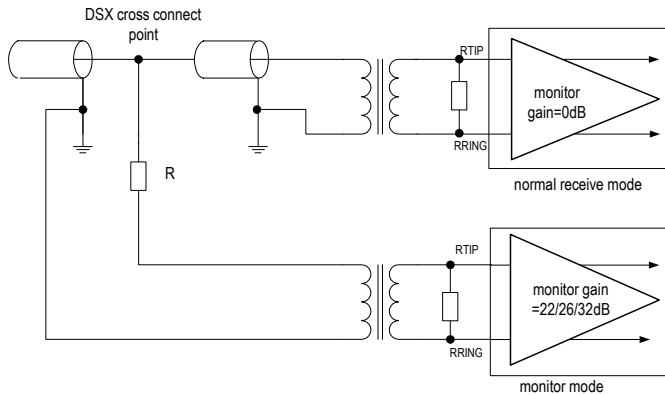 DSX cross connect
point
RTIP
monitor
gain=0dB
RRING
normal receive mode
R
RTIP
monitor gain
=22/26/32dB
RRING
monitor mode